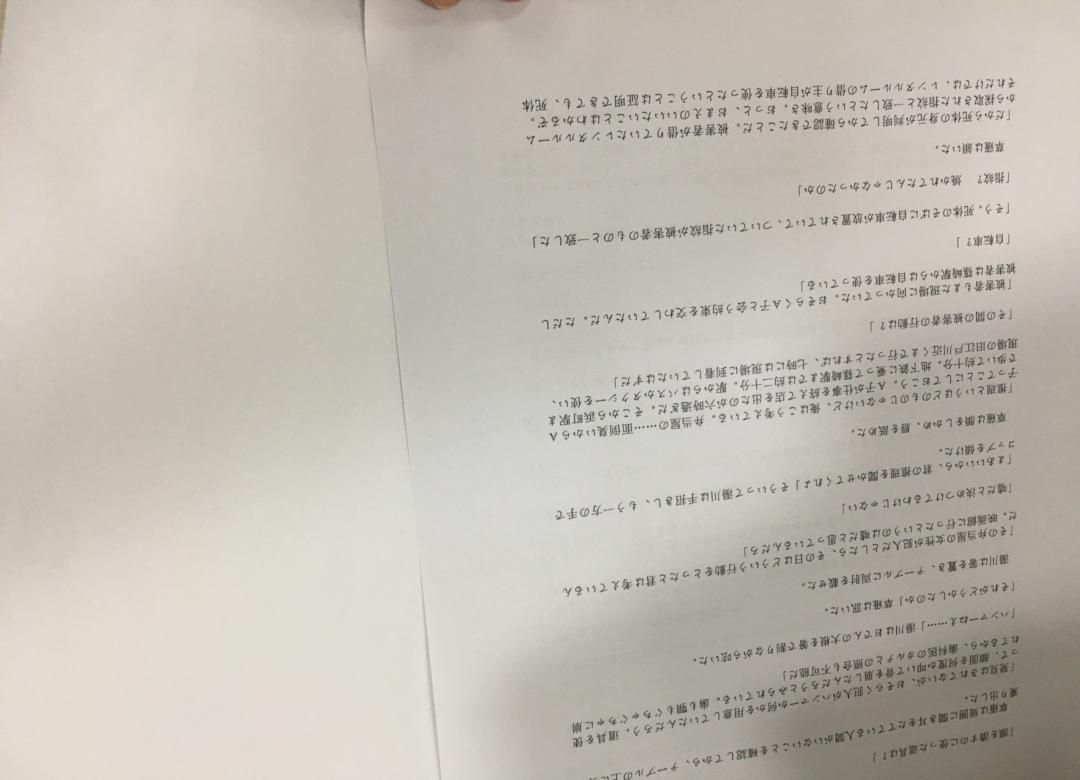 「顔を潰すのに使った道具は？」
草薙は周囲に聞き耳をたてている人間がいないことを確認してから、テーブルの上に
乗り出した。
「発見はされてないが、おそらく犯人がハンマーか何かを用意していたんだろう。道具を使
って、顔面を何度か叩いて骨を崩したんだろうとみられている。歯も顎もぐちゃぐちゃに崩
れてるから、歯科医のカルテとの照合も不可能だ」
「ハンマーねえ……」湯川はおでんの大根を箸で割りながら呟いた。
「それがどうかしたのか」草薙は訊いた。
湯川は箸を置き、テーブルに両肘を載せた。
「その弁当屋の女性が犯人だとしたら、その日はどういう行動をとったと君は考えているん
だ。映画館に行ったというのは嘘だと思っているんだろ」
「嘘だと決めつけてるわけじゃない」
「まあいいから、君の推理を聞かせてくれよ」そういって湯川は手招きし、もう一方の手で
コップを傾けた。
草薙は顔をしかめ、唇を舐めた。
「推理というほどのものじゃないけど、俺はこう考えている。弁当屋の……面倒臭いからＡ
子ってことにしておこう。Ａ子が仕事を終えて店を出たのが六時過ぎだ。そこから浜町駅ま
で歩いて約十分。地下鉄に乗って篠崎駅までは約二十分。駅からはバスかタクシーを使い、
現場の旧江戸川近くまで行ったとすれば、七時には現場に到着していたはずだ」
「その間の被害者の行動は？」
「被害者もまた現場に向かっていた。おそらくＡ子と会う約束を交わしていたんだ。ただし
被害者は篠崎駅からは自転車を使っている」
「自転車？」
「そう。死体のそばに自転車が放置されていて、ついていた指紋が被害者のものと一致した」
「指紋？　焼かれてたんじゃなかったのか」
草薙は頷いた。
「だから死体の身元が判明してから確認できたことだ。被害者が借りていたレンタルルーム
から採取された指紋と一致したという意味さ。おっと、おまえのいいたいことはわかるぞ。
それだけでは、レンタルルームの借り主が自転車を使ったということは証明できても、死体